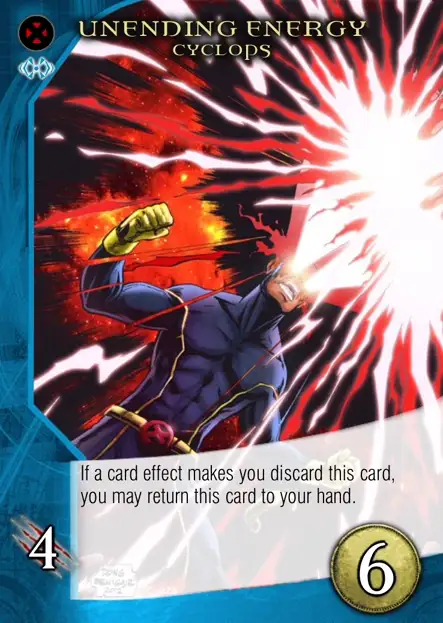 UNENDING ENERGY
CYCLOPS
If a card effect makes you discard this card,
you may return this card to your hand.
4
6